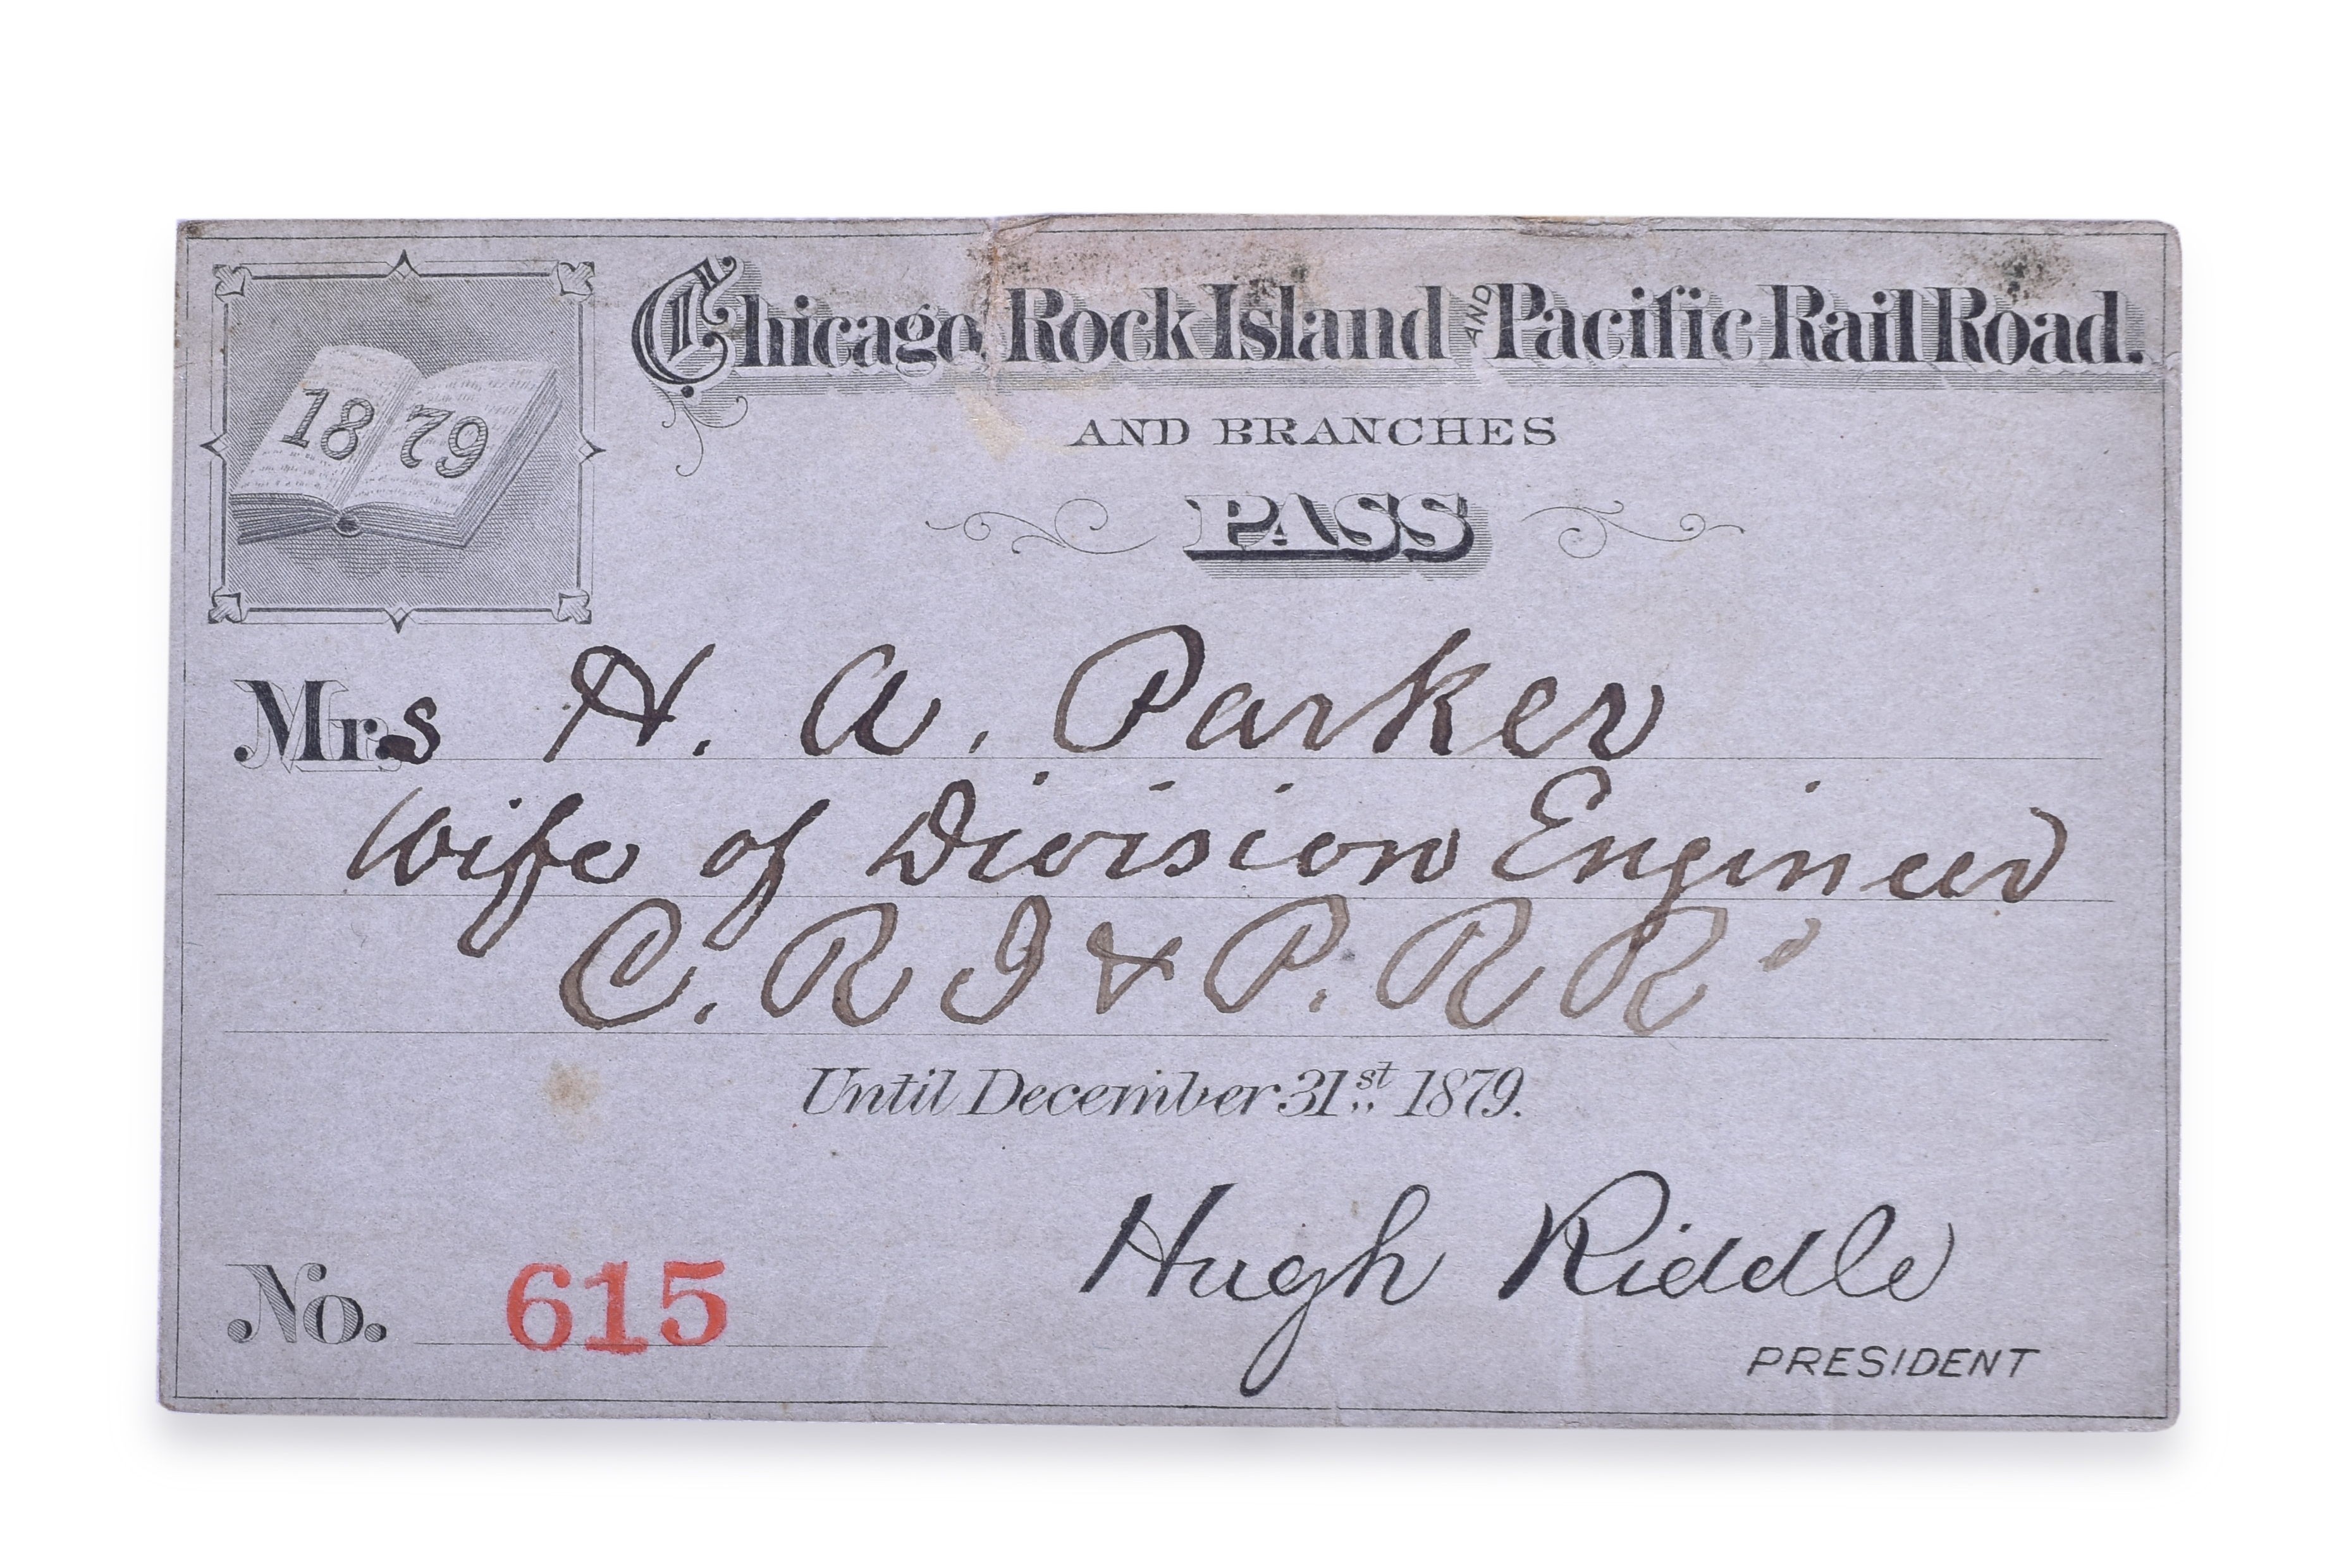 1879
Chicago, Rock Island AND Pacific Rail Road.
AND BRANCHES
PASS
Mrs H. A. Parker
Wife of Division Engineer
C. R I & P. R Rd
Until December 31st 1879.
Hugh Riddle
PRESIDENT
No. 615